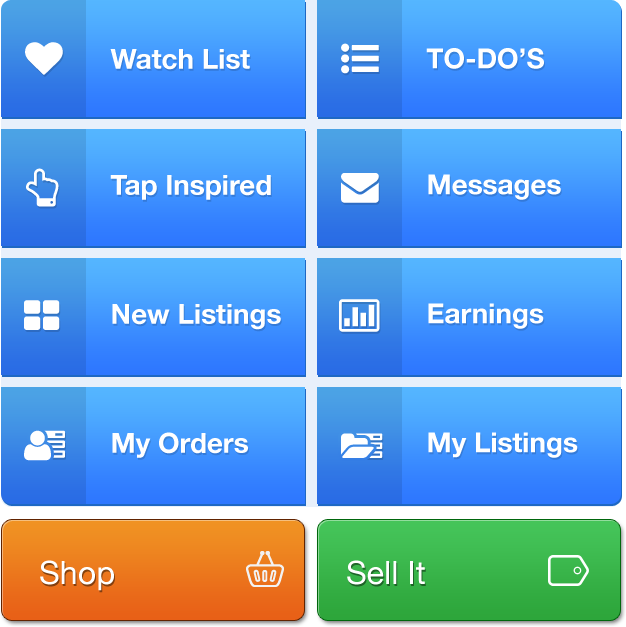 Watch List
TO-DO’S
Tap Inspired
Messages
New Listings
Earnings
My Orders
My Listings
Shop
Sell It